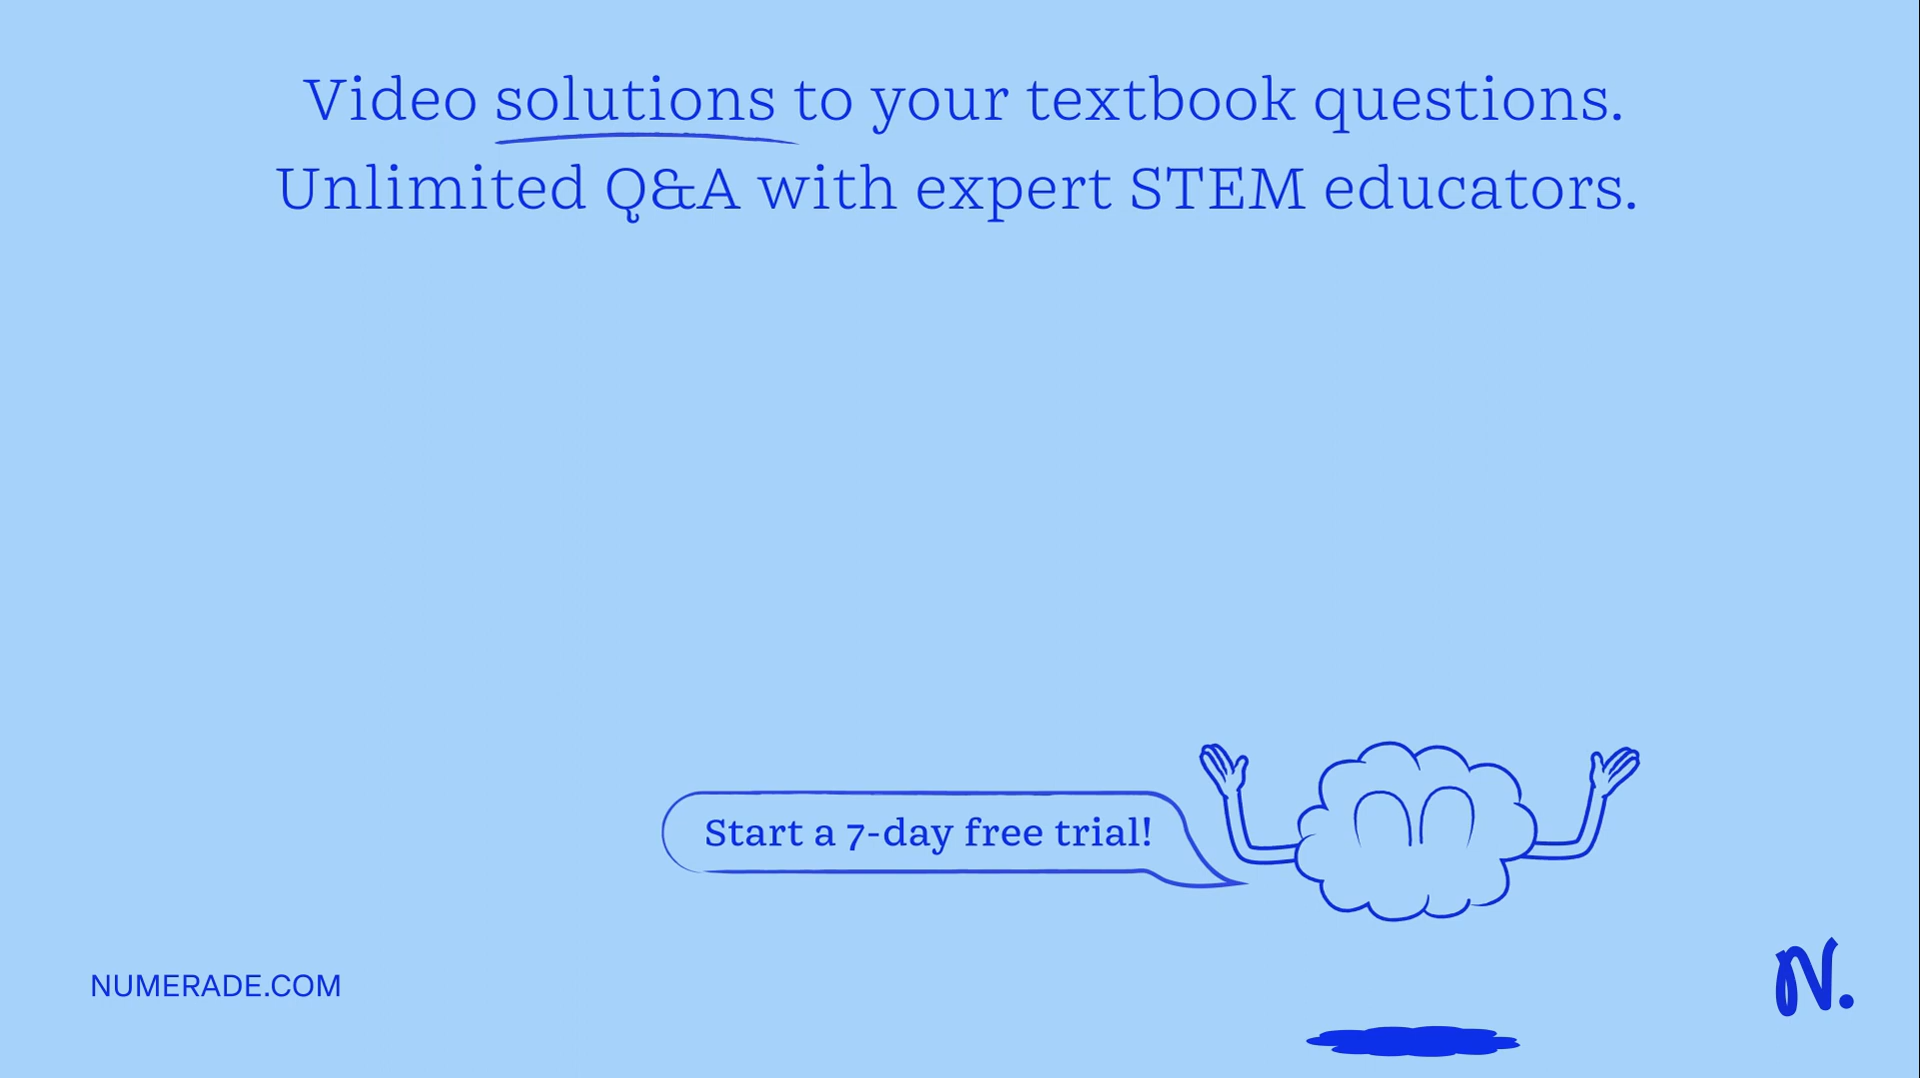 Video solutions to your textbook questions.
Unlimited Q&A with expert STEM educators.
Start a 7-day free trial!
NUMERADE.COM
N.